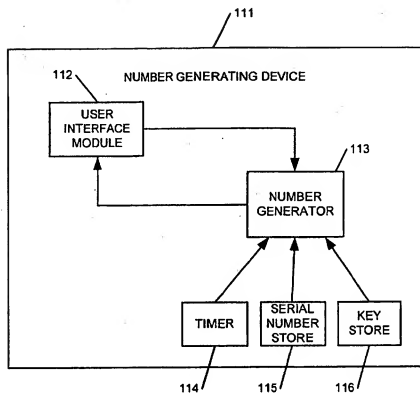 111
112
NUMBER GENERATING DEVICE
USER
INTERFACE
MODULE
113
NUMBER
GENERATOR
TIMER
SERIAL
NUMBER
STORE
KEY
STORE
114
115
116